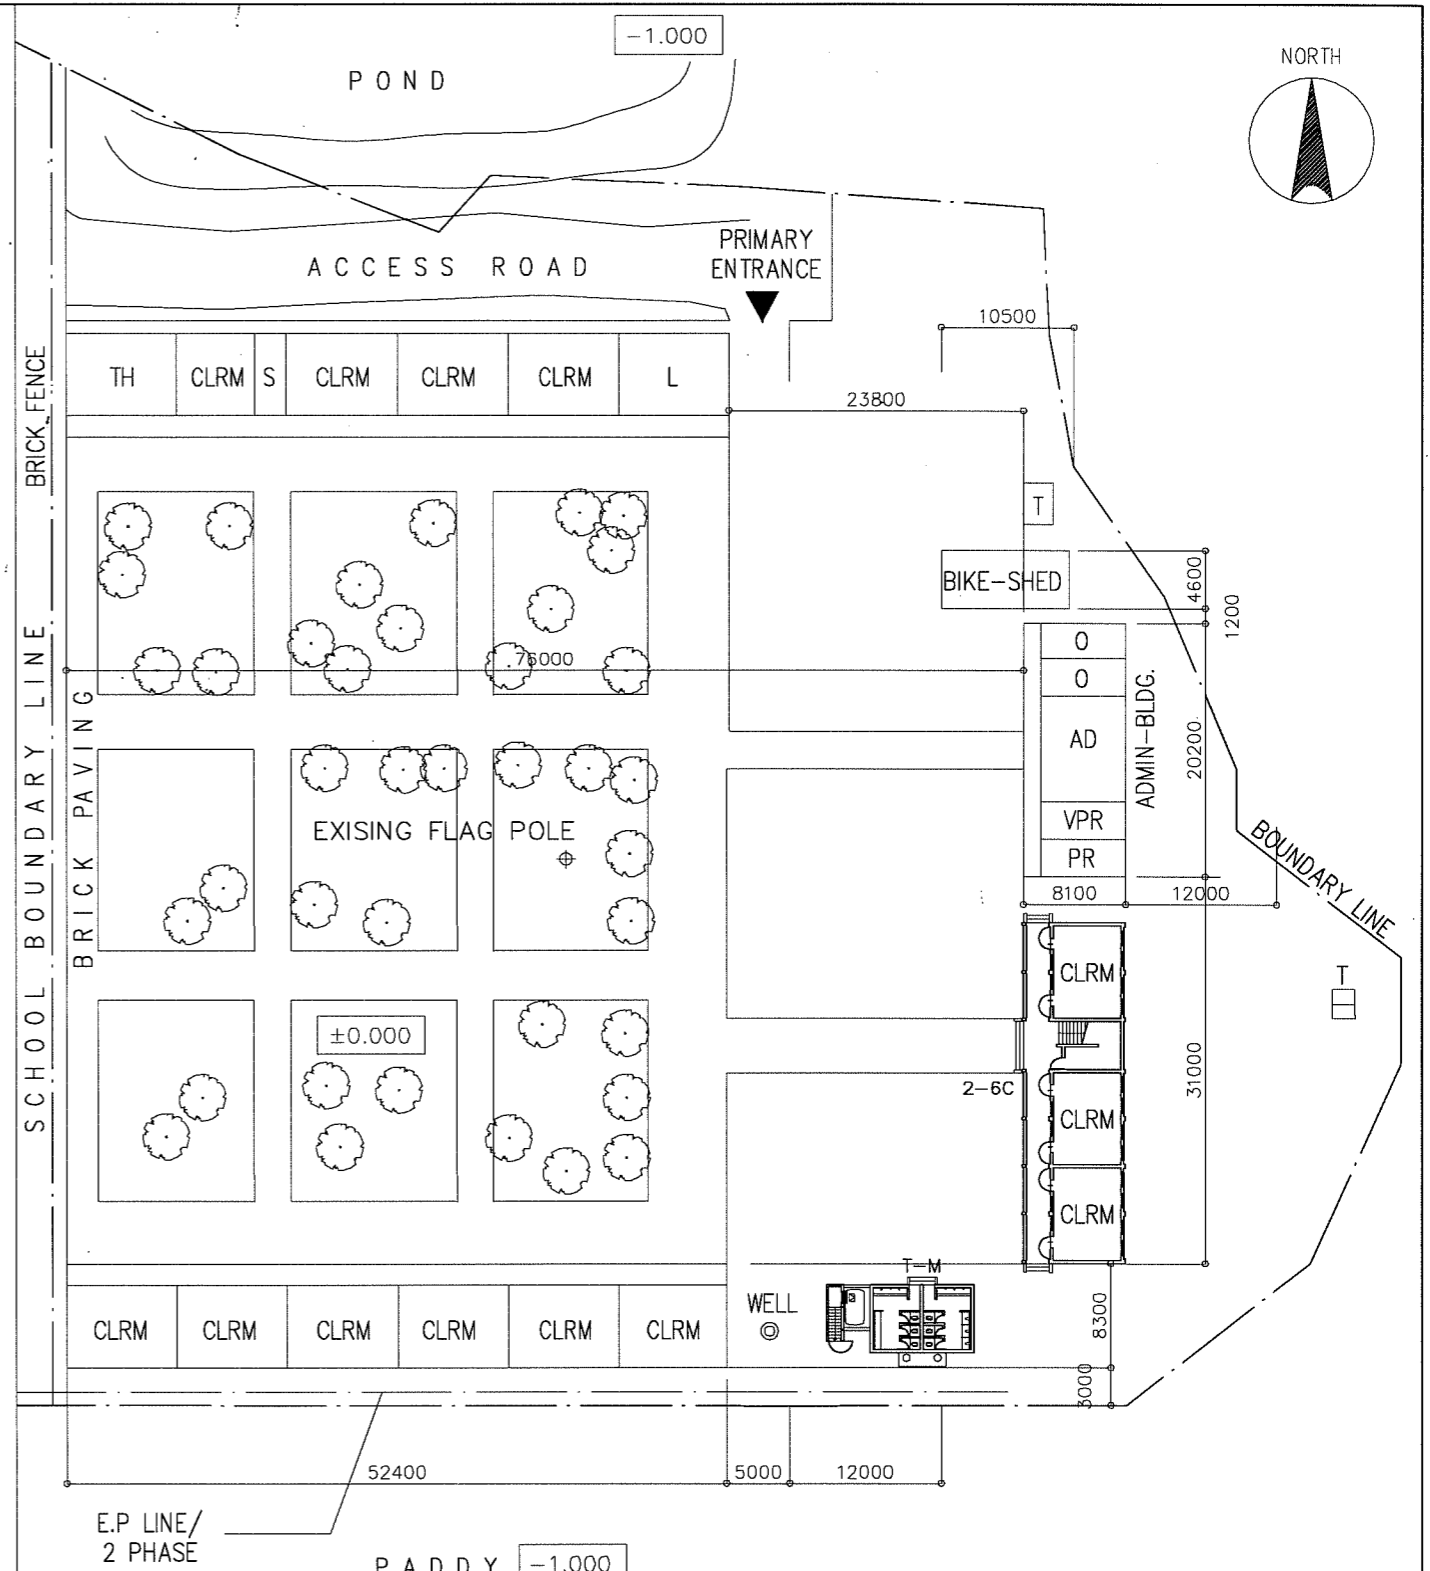 -1.000
NORTH
POND
PRIMARY
ENTRANCE
ACCESS ROAD
10500
BRICK FENCE
TH
CLRM
S
CLRM
CLRM
CLRM
L
23800
T
BIKE-SHED
4600
1200
76000
O
O
AD
VPR
PR
ADMIN-BLDG.
20200
SCHOOL BOUNDARY LINE
BRICK PAVING
EXISING FLAG POLE
8100
12000
BOUNDARY LINE
CLRM
T
±0.000
2-6C
CLRM
31000
CLRM
T-M
CLRM
CLRM
CLRM
CLRM
CLRM
CLRM
WELL
8300
3000
52400
5000
12000
E.P LINE/
2 PHASE
PADDY
-1.000